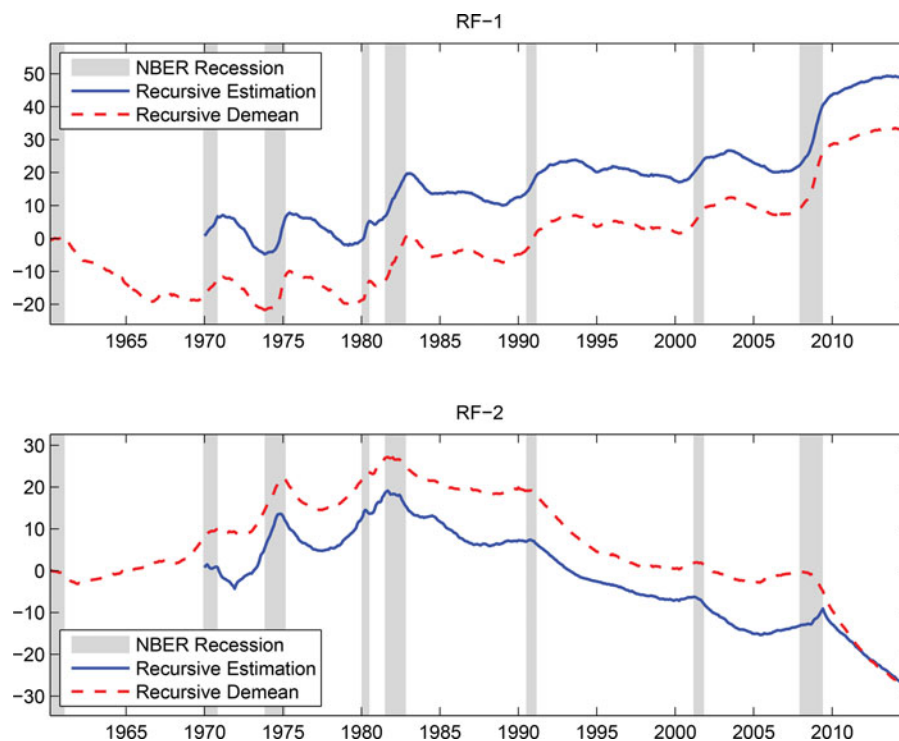 RF−1
50
40
30
20
10
0
−10
−20
NBER Recession
Recursive Estimation
Recursive Demean
1965 1970 1975 1980 1985 1990 1995 2000 2005 2010
RF−2
30
20
10
0
−10
−20
−30
NBER Recession
Recursive Estimation
Recursive Demean
1965 1970 1975 1980 1985 1990 1995 2000 2005 2010